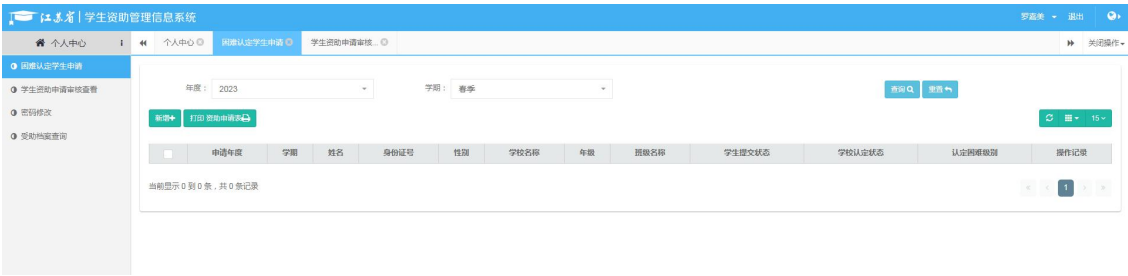 江苏省 | 学生资助管理信息系统
罗嘉美 退出
个人中心
个人中心 困难认定学生申请 学生资助申请审核... 关闭操作
困难认定学生申请
学生资助申请审核查看
密码修改
受助档案查询
年度： 2023 学期： 春季 查询 重置
新增+ 打印 资助申请表 15
申请年度 学期 姓名 身份证号 性别 学校名称 年级 班级名称 学生提交状态 学校认定状态 认定困难级别 操作记录
当前显示 0 到 0 条，共 0 条记录
« ‹ 1 › »